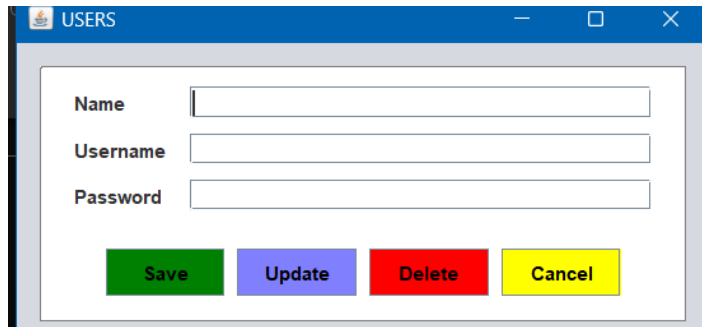 USERS
Name
Username
Password
Save Update Delete Cancel